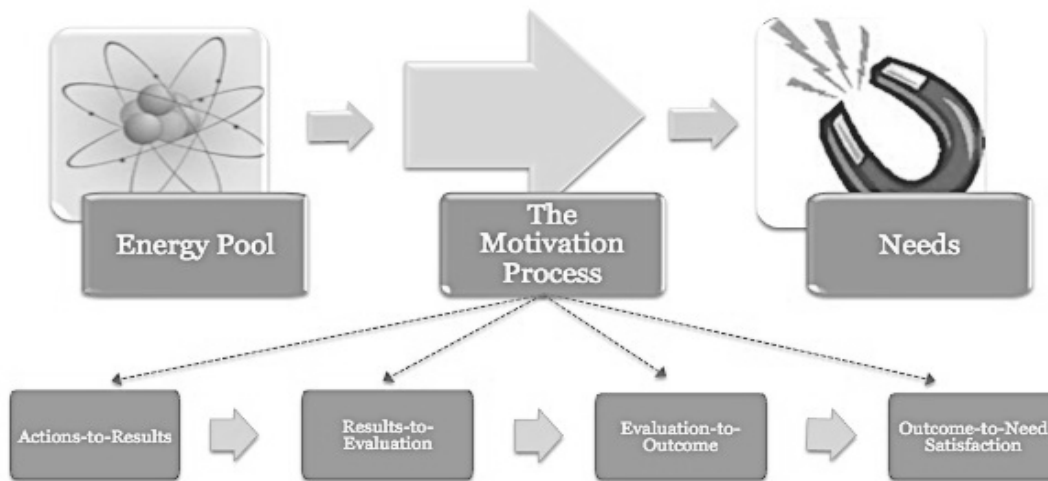 Energy Pool
The
Motivation
Process
Needs
Actions-to-Results
Results-to-
Evaluation
Evaluation-to-
Outcome
Outcome-to-Need
Satisfaction